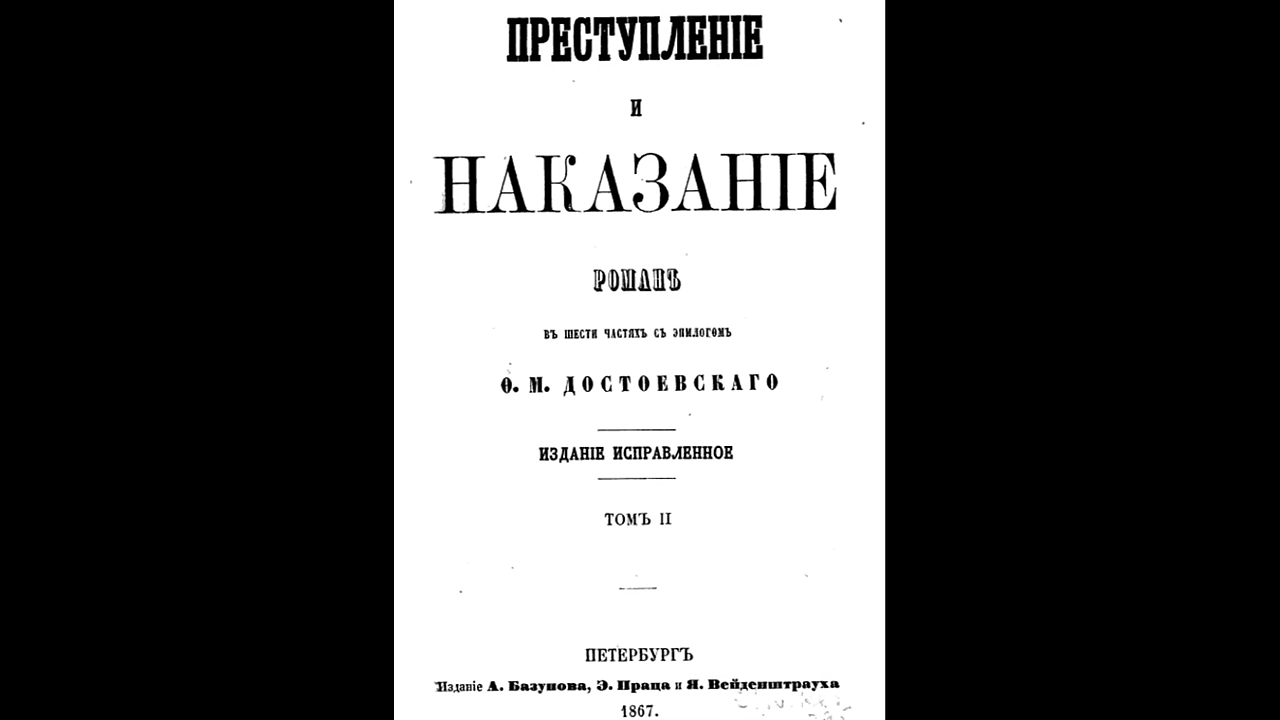 ПРЕСТУПЛЕНІЕ
И
НАКАЗАНІЕ
РОМАНЪ
ВЪ ШЕСТИ ЧАСТЯХЪ СЪ ЭПИЛОГОМЪ
Ѳ. М. ДОСТОЕВСКАГО
ИЗДАНІЕ ИСПРАВЛЕННОЕ
ТОМЪ II
ПЕТЕРБУРГЪ
Изданіе А. Базунова, Э. Праца и Я. Вейденштрауха
1867.